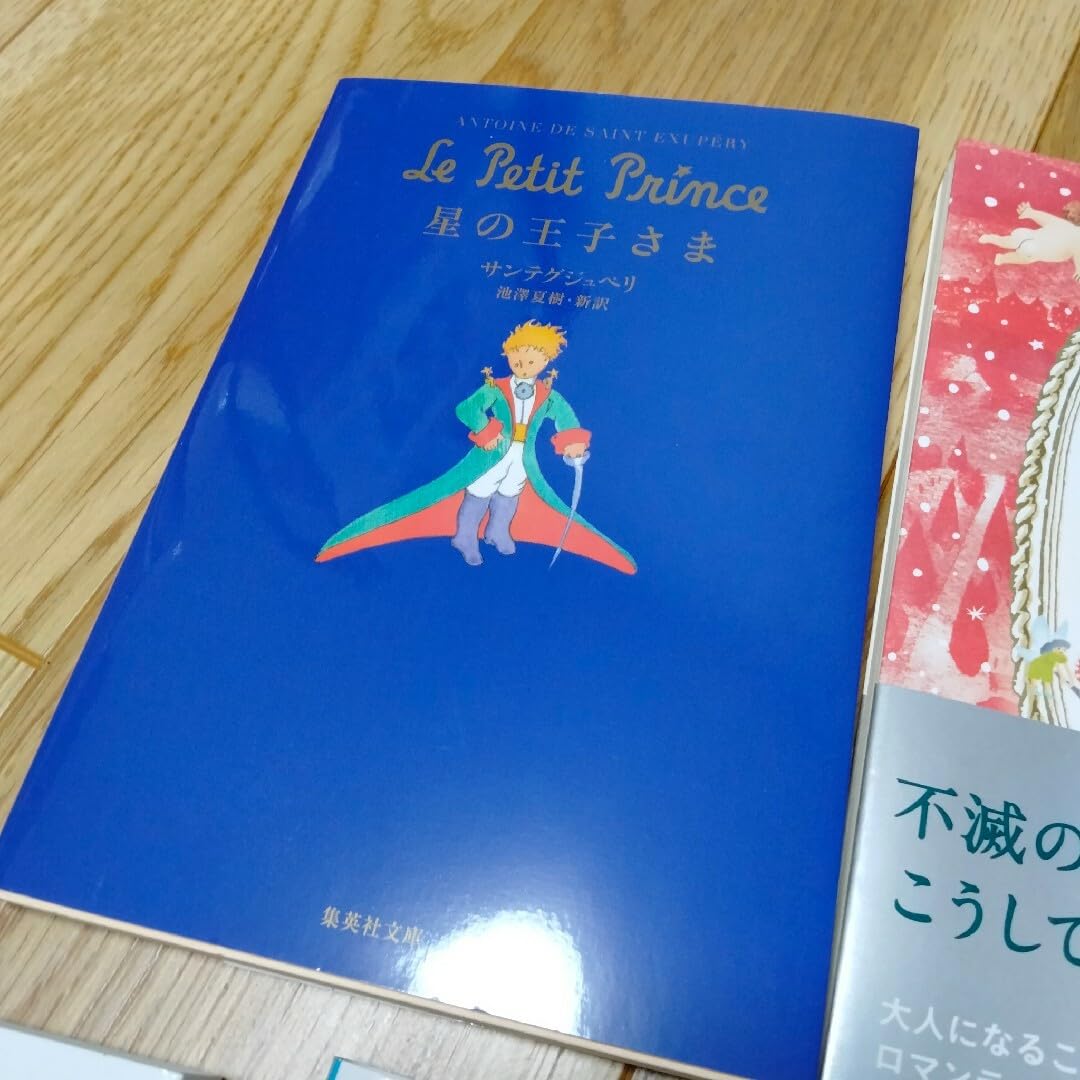 ANTOINE DE SAINT EXUPÉRY
Le Petit Prince
星の王子さま
サンテグジュペリ
池澤夏樹・新訳
集英社文庫
不滅の
こうして
大人になるこ
ロマンテ